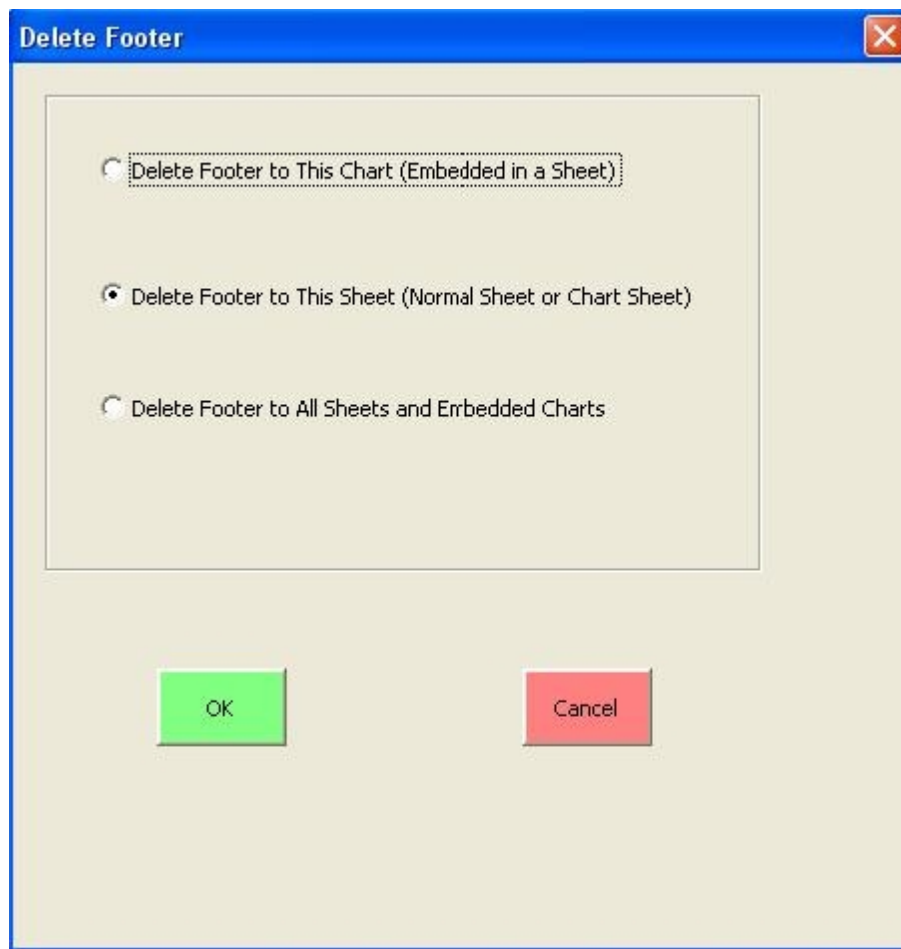 Delete Footer
Delete Footer to This Chart (Embedded in a Sheet)
Delete Footer to This Sheet (Normal Sheet or Chart Sheet)
Delete Footer to All Sheets and Embedded Charts
OK
Cancel